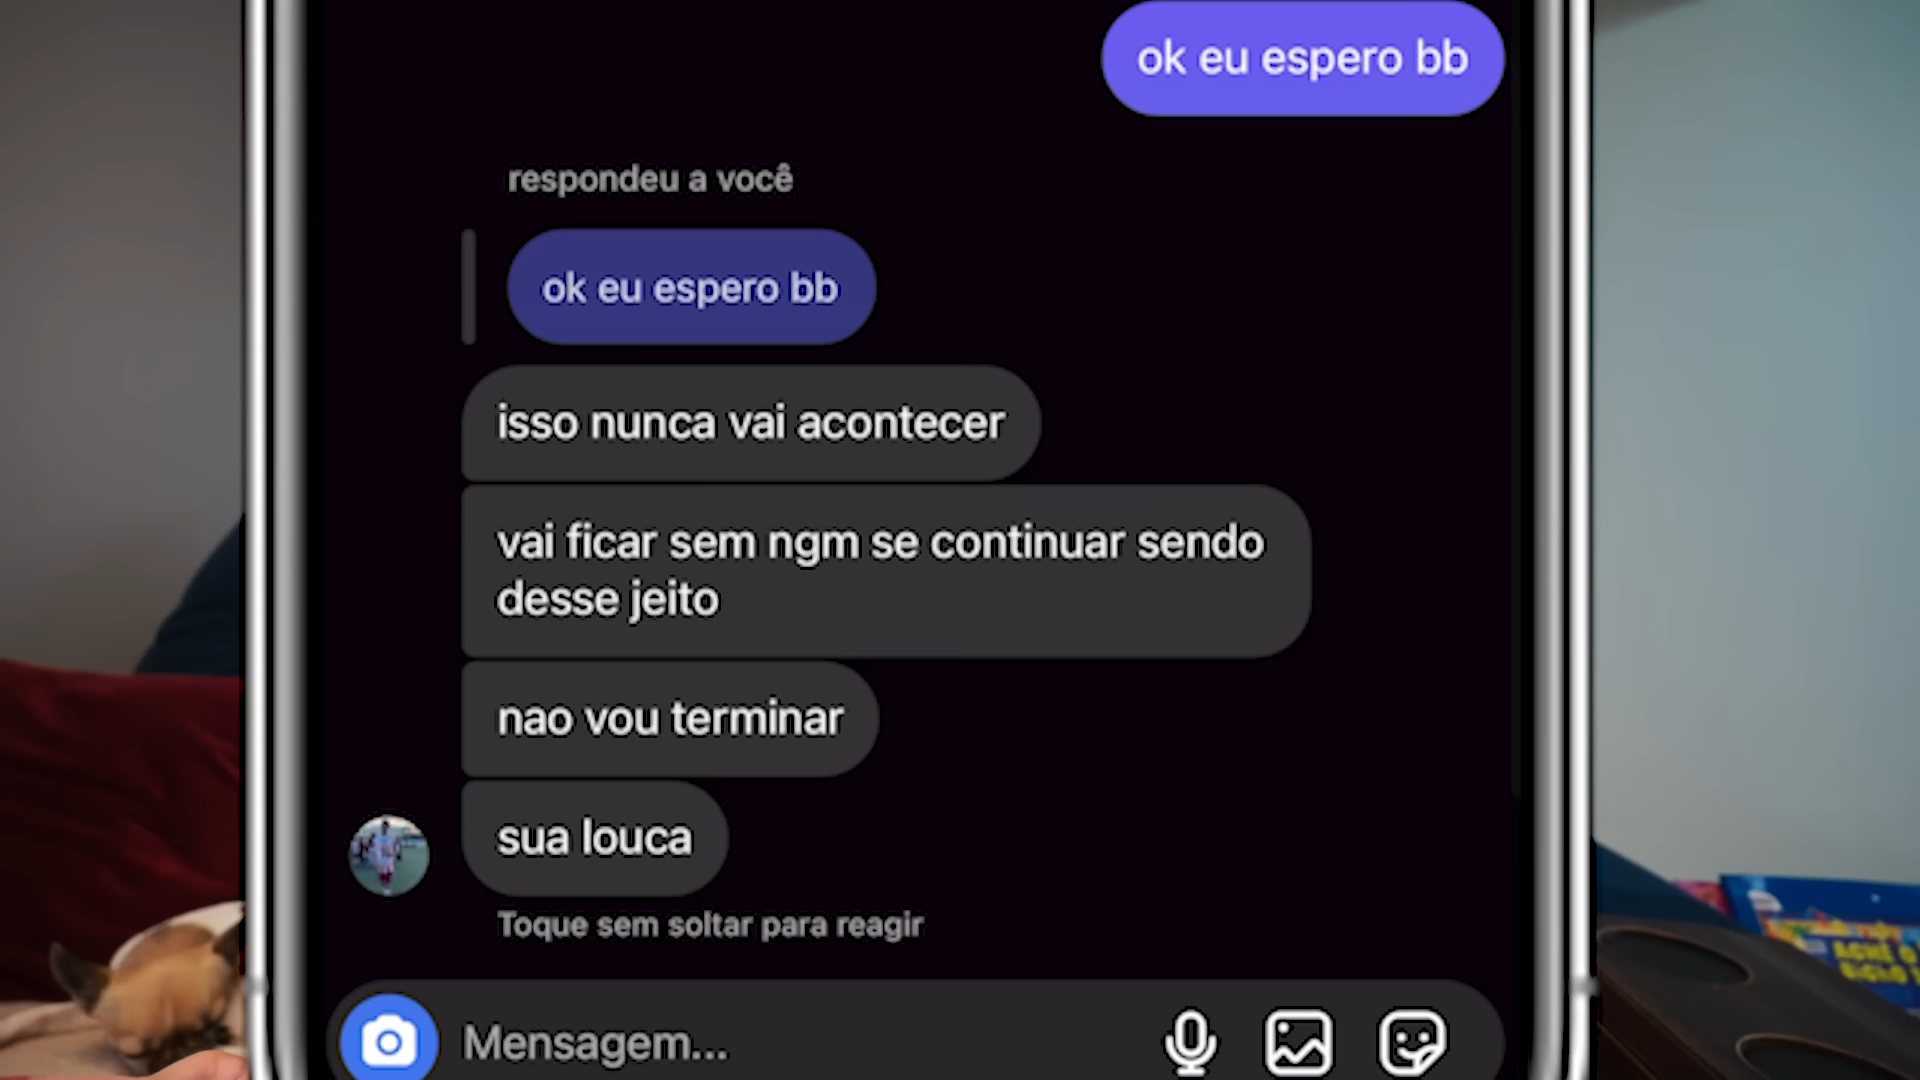 ok eu espero bb
respondeu a você
ok eu espero bb
isso nunca vai acontecer
vai ficar sem ngm se continuar sendo
desse jeito
nao vou terminar
sua louca
Toque sem soltar para reagir
Mensagem...